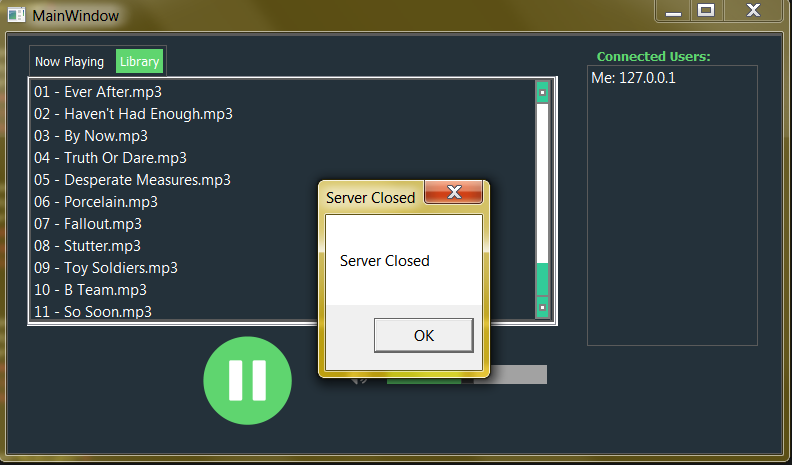 MainWindow
Now Playing
Library
Connected Users:
Me: 127.0.0.1
01 - Ever After.mp3
02 - Haven't Had Enough.mp3
03 - By Now.mp3
04 - Truth Or Dare.mp3
05 - Desperate Measures.mp3
06 - Porcelain.mp3
07 - Fallout.mp3
08 - Stutter.mp3
09 - Toy Soldiers.mp3
10 - B Team.mp3
11 - So Soon.mp3
Server Closed
Server Closed
OK